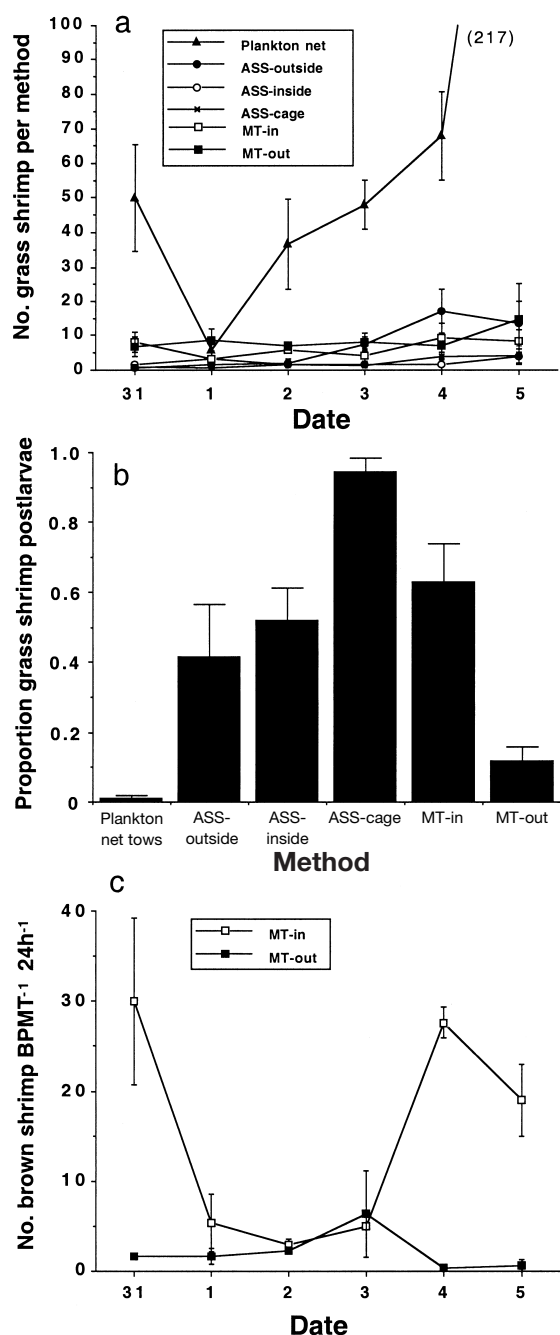 a
100
90
80
70
60
50
40
30
20
10
0
No. grass shrimp per method
(217)
Plankton net
ASS-outside
ASS-inside
ASS-cage
MT-in
MT-out
31 1 2 3 4 5
Date
b
1.0
0.8
0.6
0.4
0.2
0
Proportion grass shrimp postlarvae
Plankton net tows
ASS-outside
ASS-inside
ASS-cage
MT-in
MT-out
Method
c
40
30
20
10
0
No. brown shrimp BPMT⁻¹ 24h⁻¹
MT-in
MT-out
31 1 2 3 4 5
Date